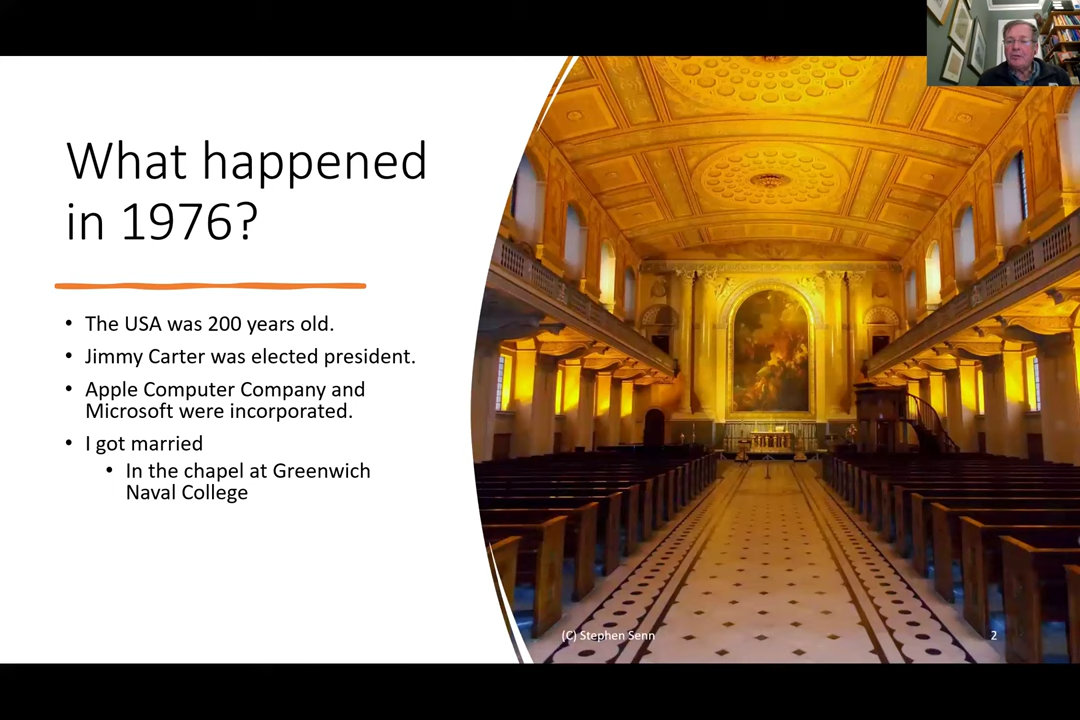 What happened
in 1976?
• The USA was 200 years old.
• Jimmy Carter was elected president.
• Apple Computer Company and
Microsoft were incorporated.
• I got married
• In the chapel at Greenwich
Naval College
(C) Stephen Senn
2